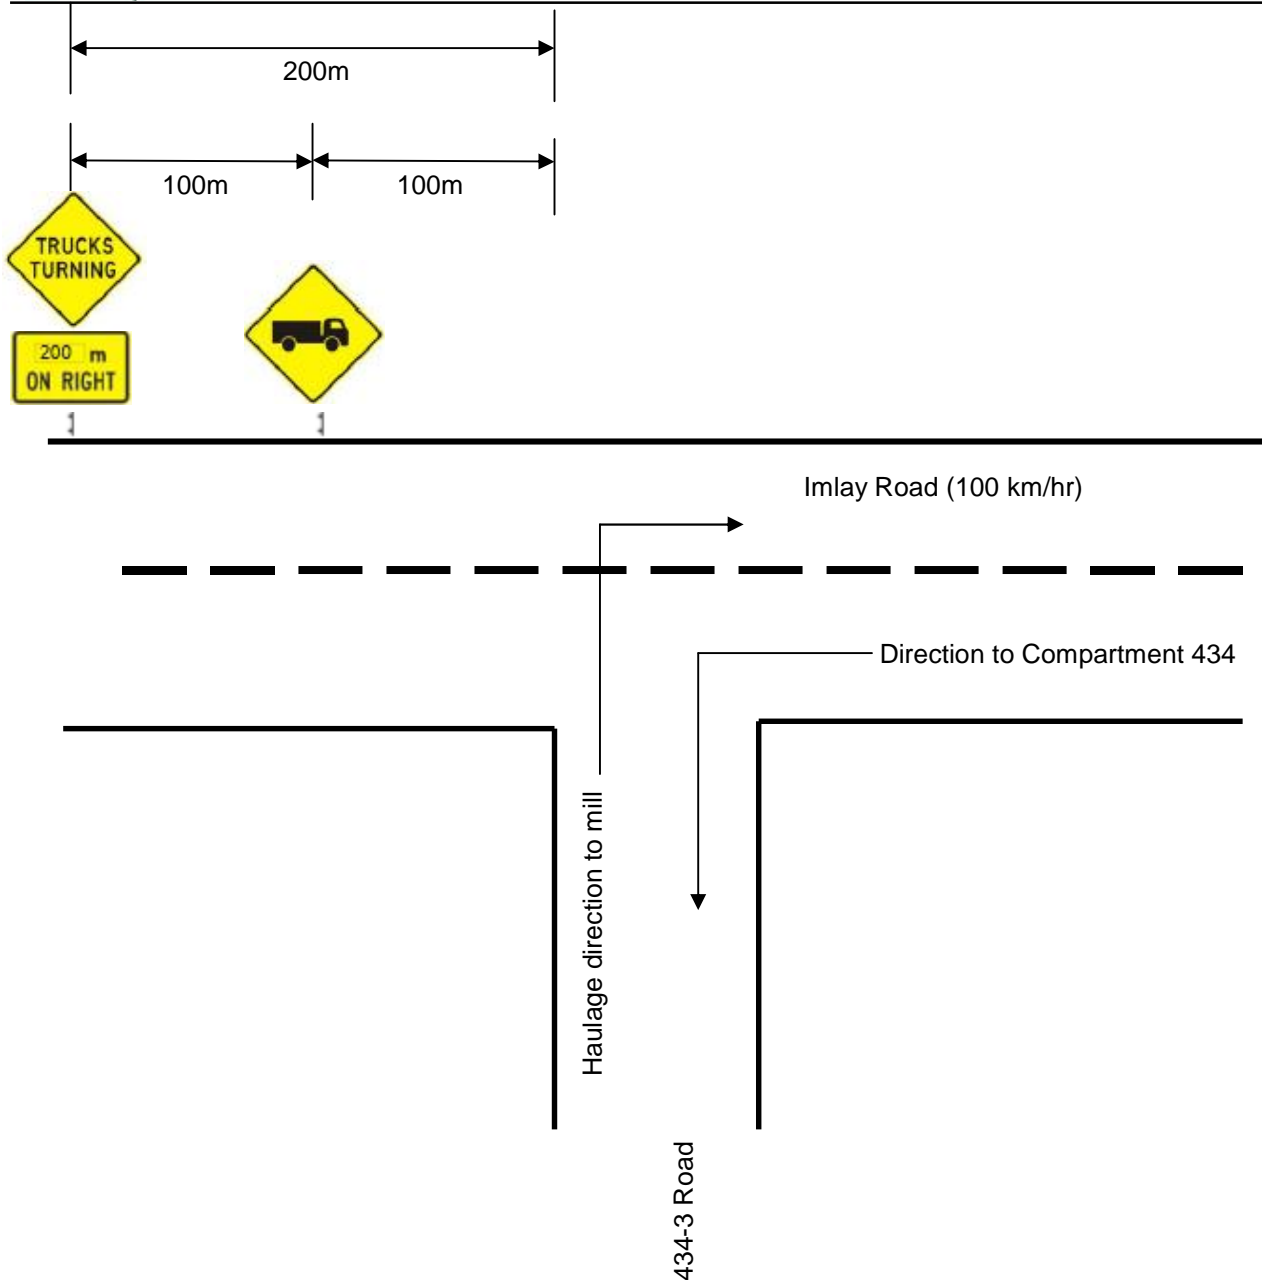 200m
100m
100m
TRUCKS
TURNING
200 m
ON RIGHT
Imlay Road (100 km/hr)
Direction to Compartment 434
Haulage direction to mill
434-3 Road